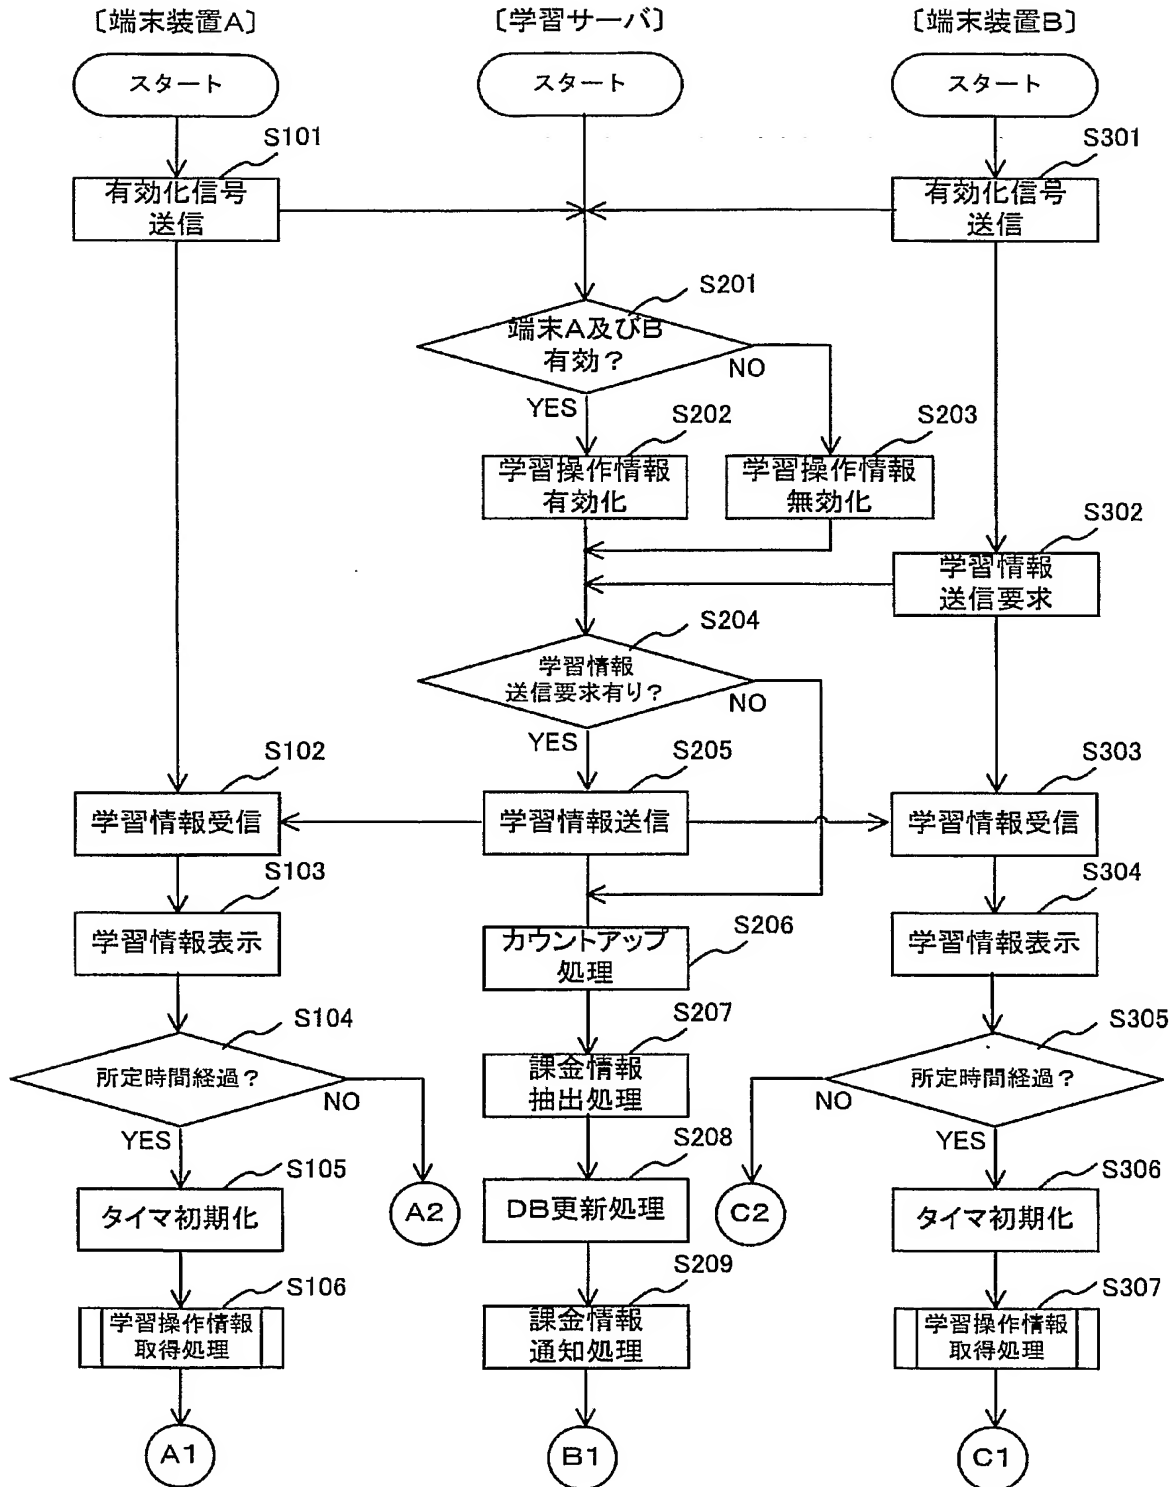 〔端末装置A〕
〔学習サーバ〕
〔端末装置B〕
スタート
スタート
スタート
S101
S301
有効化信号
送信
有効化信号
送信
S201
端末A及びB
有効？
NO
YES
S202
S203
学習操作情報
有効化
学習操作情報
無効化
S302
学習情報
送信要求
S204
学習情報
送信要求有り？
NO
YES
S102
S205
S303
学習情報受信
学習情報送信
学習情報受信
S103
S304
学習情報表示
学習情報表示
S206
カウントアップ
処理
S104
S207
S305
所定時間経過？
NO
YES
課金情報
抽出処理
所定時間経過？
NO
YES
S105
S208
S306
タイマ初期化
A2
DB更新処理
C2
タイマ初期化
S106
S209
S307
学習操作情報
取得処理
課金情報
通知処理
学習操作情報
取得処理
A1
B1
C1